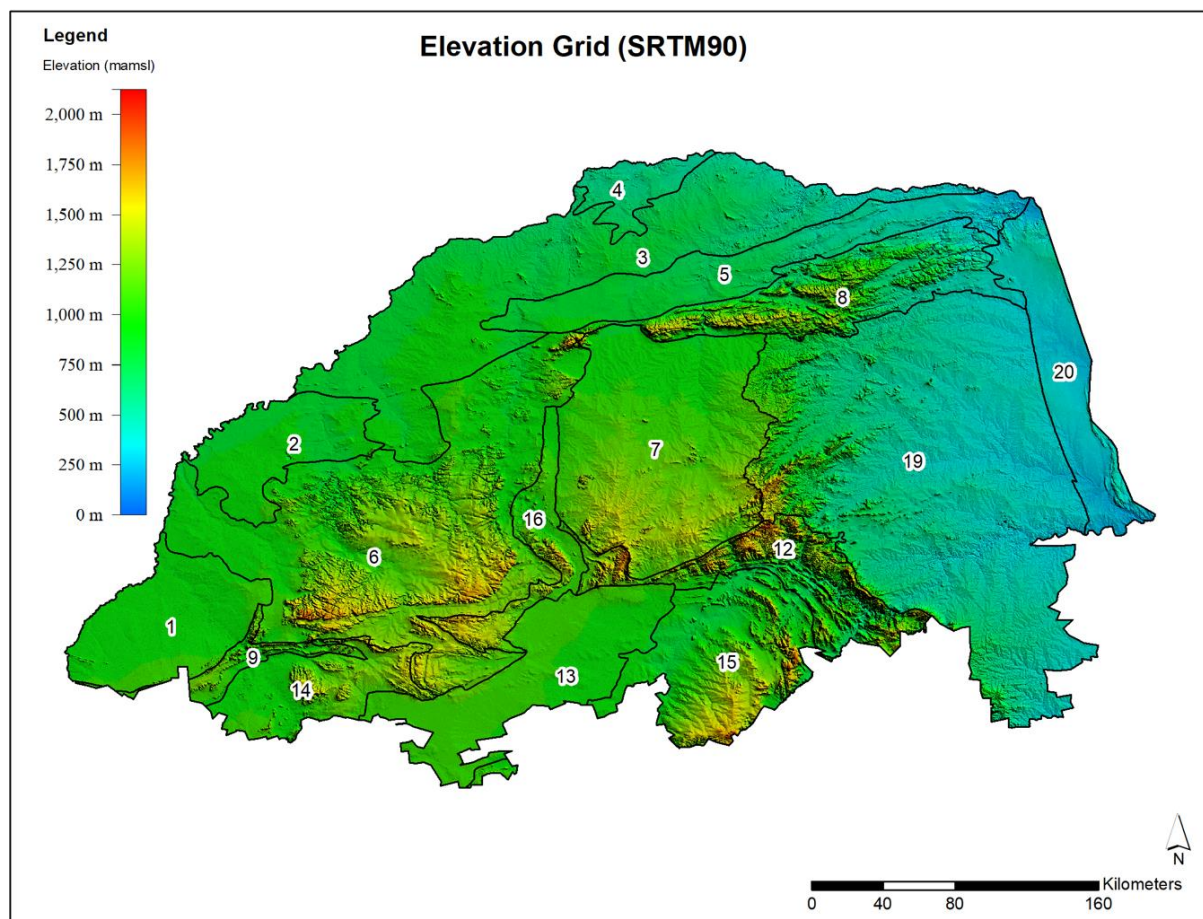 Legend
Elevation Grid (SRTM90)
Elevation (mamsl)
2,000 m
1,750 m
1,500 m
1,250 m
1,000 m
750 m
500 m
250 m
0 m
4
3
5
8
20
2
7
19
16
12
6
1
9
15
13
14
N
Kilometers
0 40 80 160